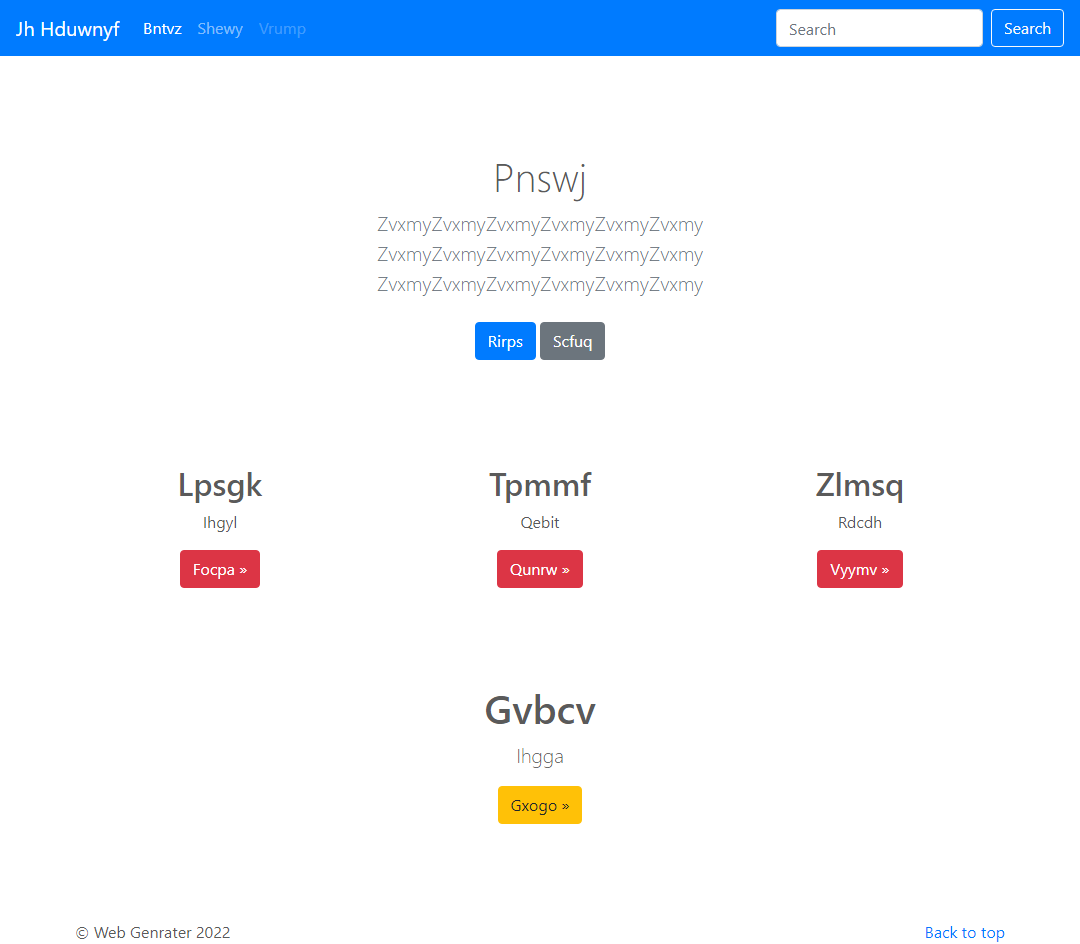 Jh Hduwnyf Bntvz Shewy Vrump Search Search
Pnswj
ZvxmyZvxmyZvxmyZvxmyZvxmyZvxmy
ZvxmyZvxmyZvxmyZvxmyZvxmyZvxmy
ZvxmyZvxmyZvxmyZvxmyZvxmyZvxmy
Rirps Scfuq
Lpsgk Tpmmf Zlmsq
Ihgyl Qebit Rdcdh
Focpa » Qunrw » Vyymv »
Gvbcv
Ihgga
Gxogo »
© Web Genrater 2022 Back to top